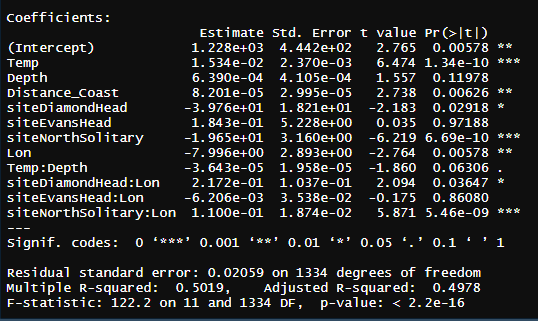 Coefficients:
                       Estimate Std. Error t value Pr(>|t|)
(Intercept)           1.228e+03  4.442e+02   2.765  0.00578 **
Temp                  1.534e-02  2.370e-03   6.474 1.34e-10 ***
Depth                 6.390e-04  4.105e-04   1.557  0.11978
Distance_Coast        8.201e-05  2.995e-05   2.738  0.00626 **
siteDiamondHead      -3.976e+01  1.821e+01  -2.183  0.02918 *
siteEvansHead         1.843e-01  5.228e+00   0.035  0.97188
siteNorthSolitary    -1.965e+01  3.160e+00  -6.219 6.69e-10 ***
Lon                  -7.996e+00  2.893e+00  -2.764  0.00578 **
Temp:Depth           -3.643e-05  1.958e-05  -1.860  0.06306 .
siteDiamondHead:Lon   2.172e-01  1.037e-01   2.094  0.03647 *
siteEvansHead:Lon    -6.206e-03  3.538e-02  -0.175  0.86080
siteNorthSolitary:Lon 1.100e-01  1.874e-02   5.871 5.46e-09 ***
---
Signif. codes:  0 ‘***’ 0.001 ‘**’ 0.01 ‘*’ 0.05 ‘.’ 0.1 ‘ ’ 1
Residual standard error: 0.02059 on 1334 degrees of freedom
Multiple R-squared:  0.5019,    Adjusted R-squared:  0.4978
F-statistic: 122.2 on 11 and 1334 DF,  p-value: < 2.2e-16